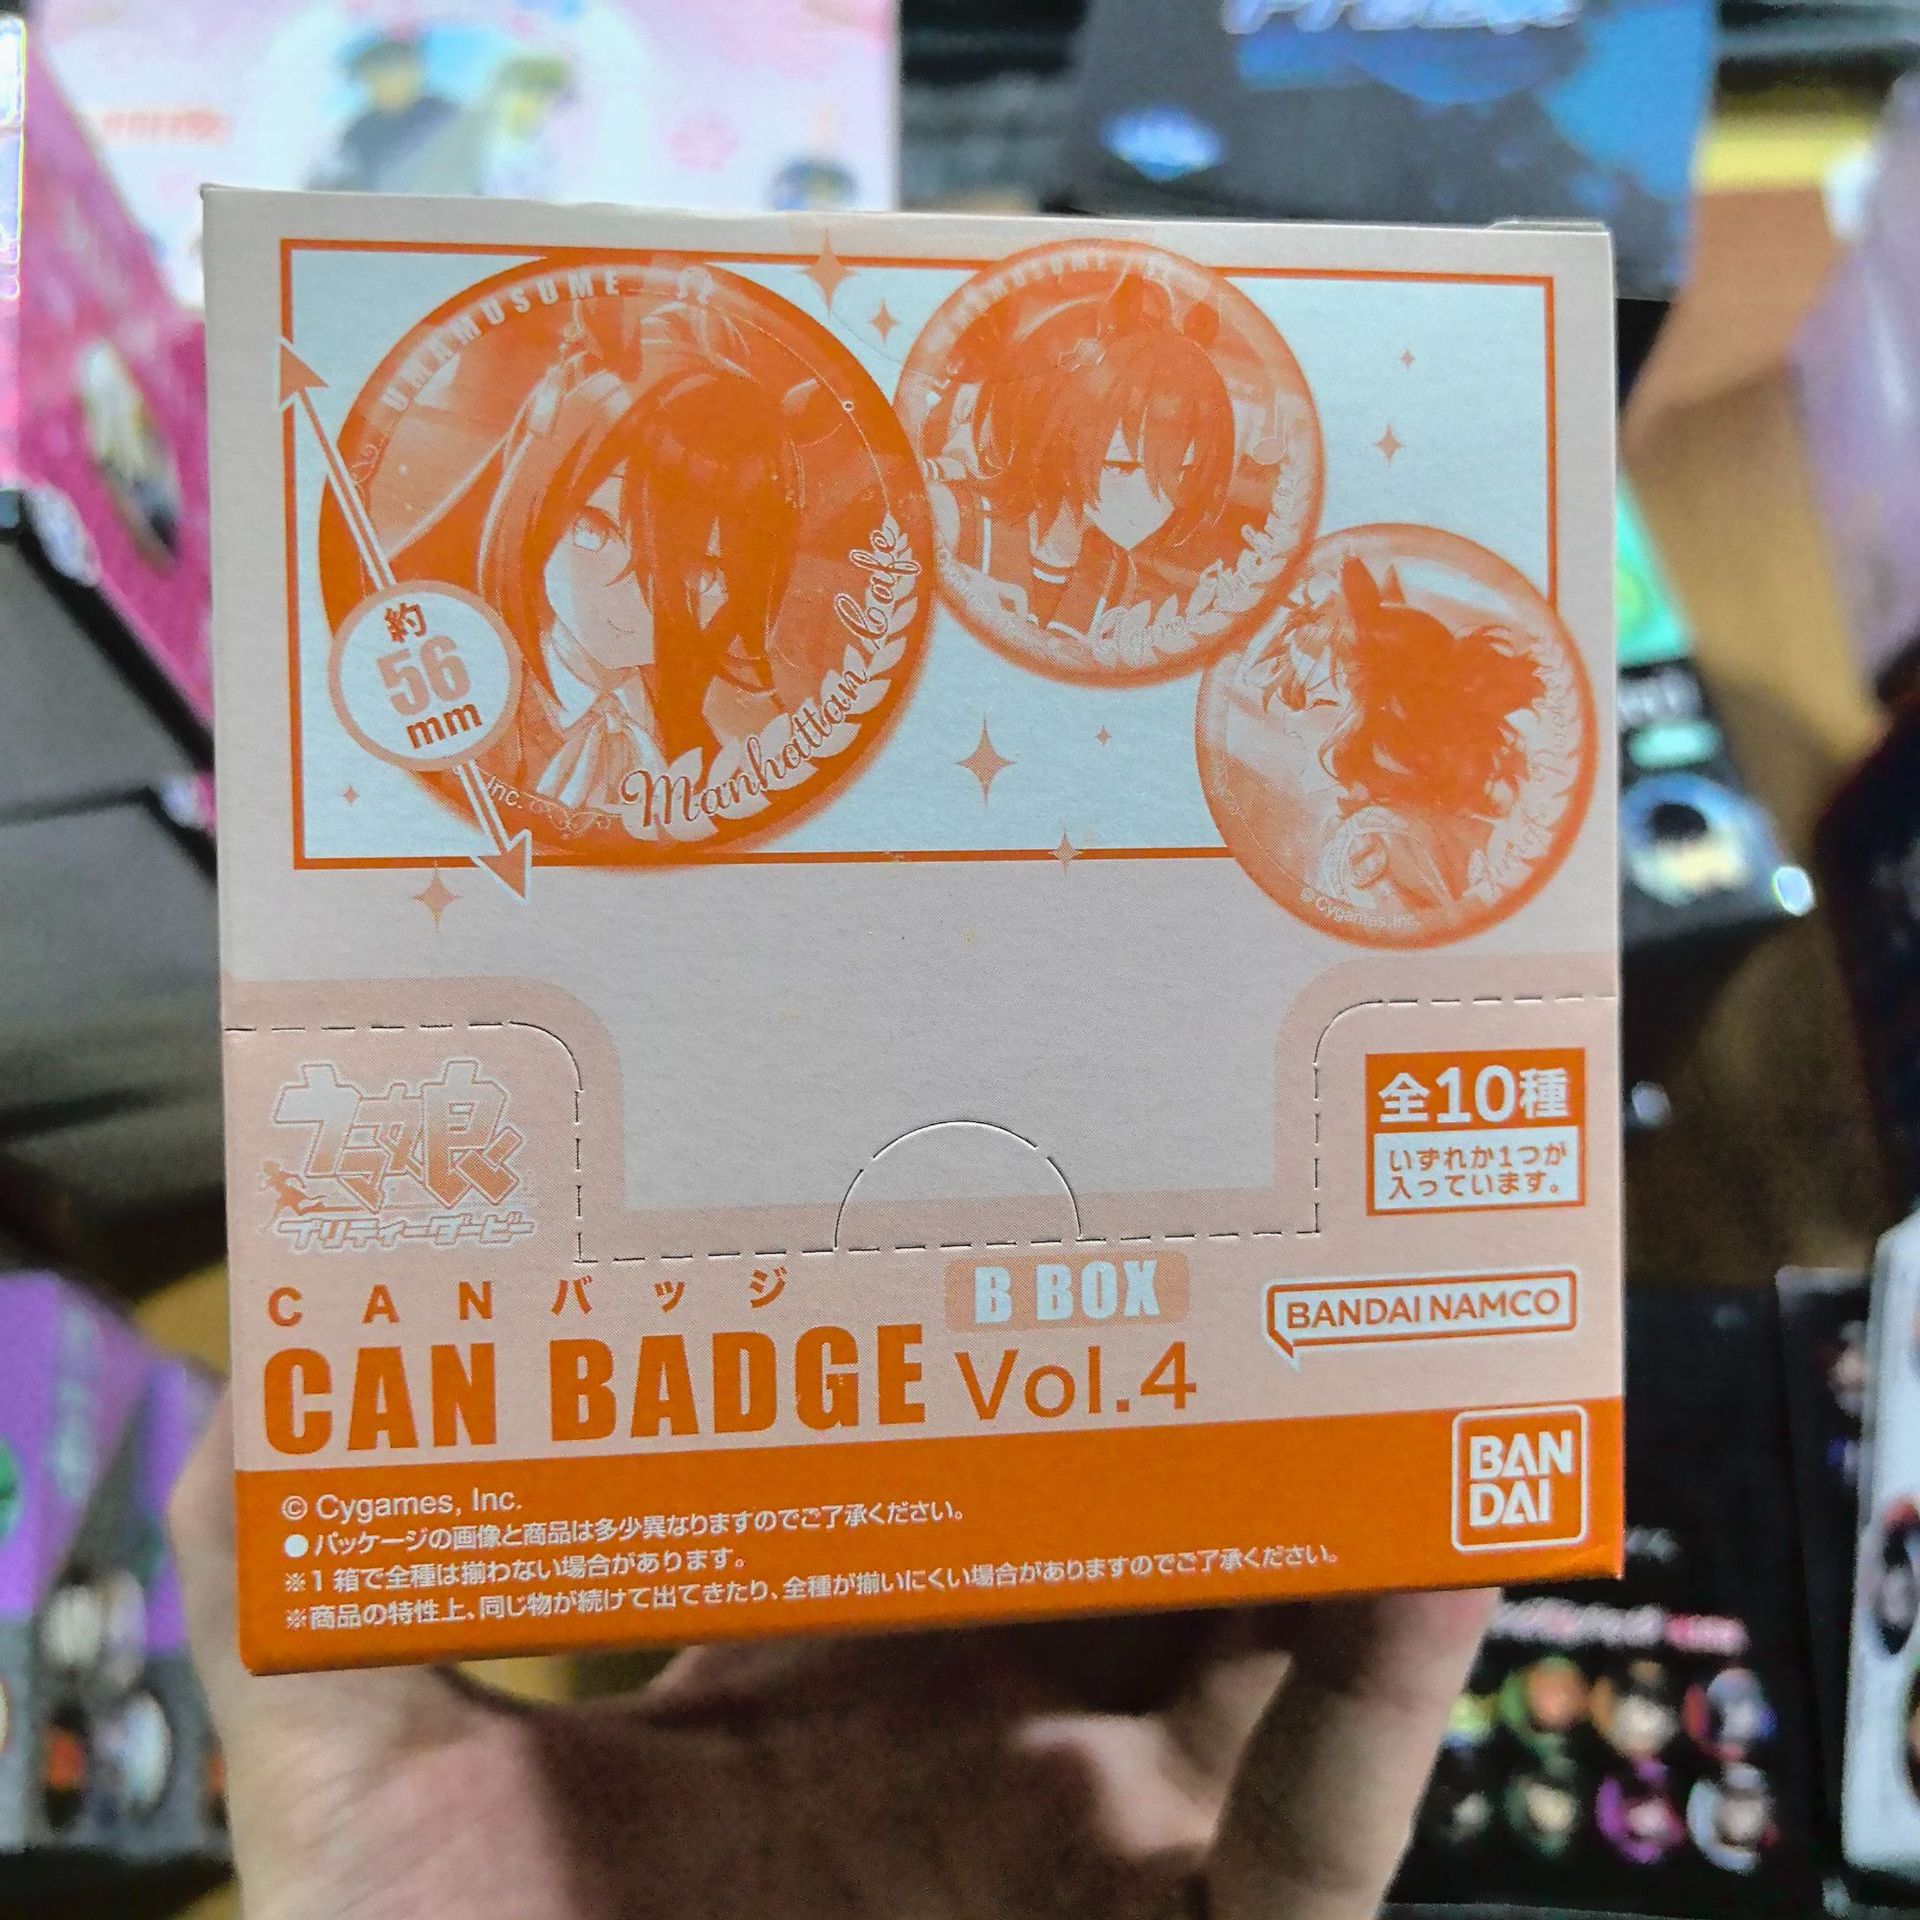 UMAMUSUME
UMAMUSUME
約
56
mm
Inc.
Manhattan Cafe
© Cygames, Inc.
ウマ娘
プリティーダービー
全10種
いずれか1つが
入っています。
CANバッジ
B BOX
CAN BADGE Vol.4
BANDAI NAMCO
BAN
DAI
© Cygames, Inc.
●パッケージの画像と商品は多少異なりますのでご了承ください。
※1箱で全種は揃わない場合があります。
※商品の特性上、同じ物が続けて出てきたり、全種が揃いにくい場合がありますのでご了承ください。